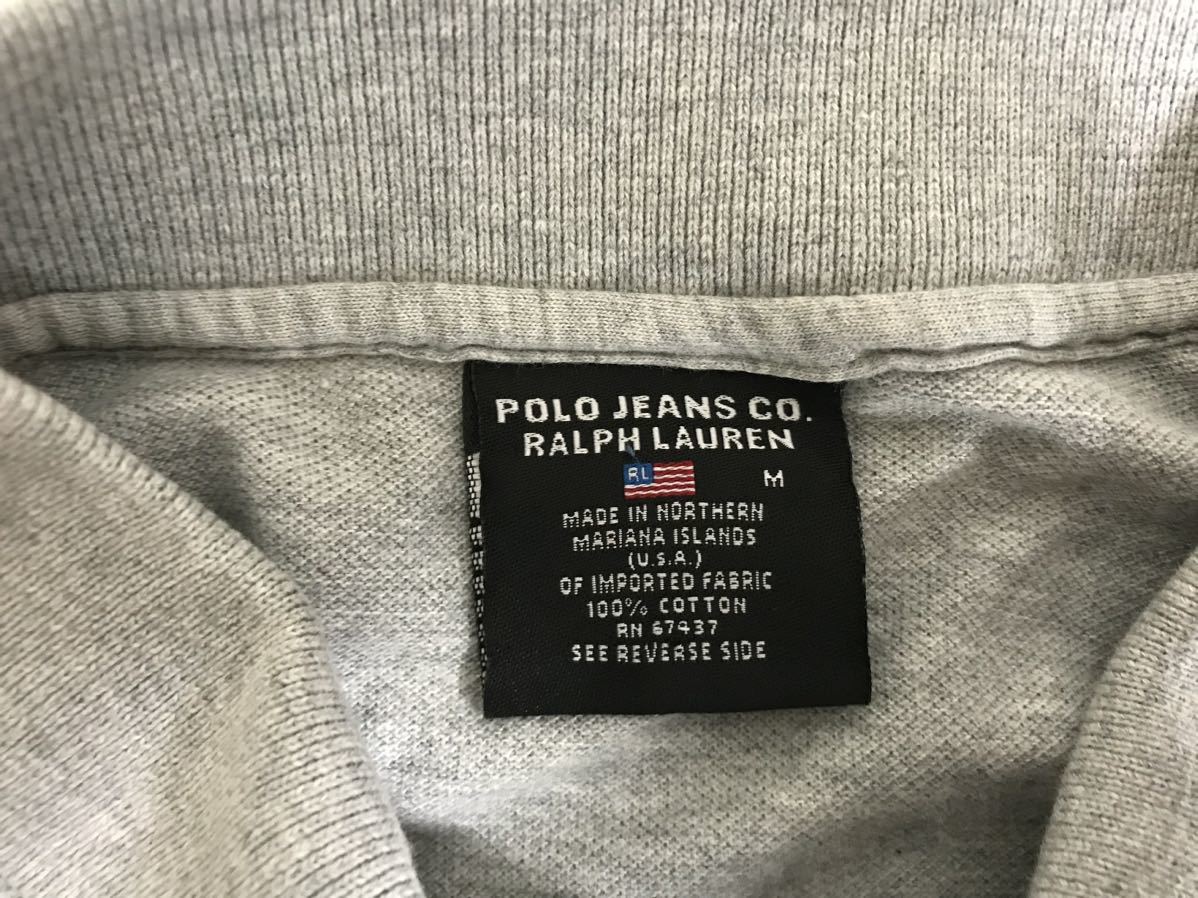 POLO JEANS CO.
RALPH LAUREN
RL M
MADE IN NORTHERN
MARIANA ISLANDS
(U.S.A.)
OF IMPORTED FABRIC
100% COTTON
RN 67437
SEE REVERSE SIDE